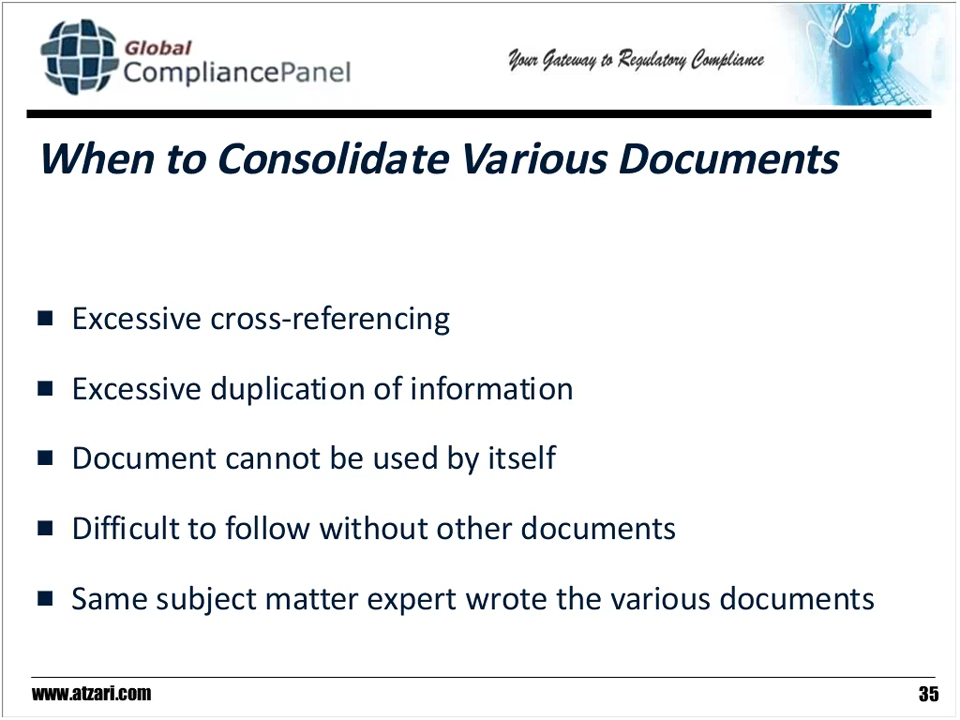 Global
CompliancePanel
Your Gateway to Regulatory Compliance
When to Consolidate Various Documents
Excessive cross-referencing
Excessive duplication of information
Document cannot be used by itself
Difficult to follow without other documents
Same subject matter expert wrote the various documents
www.atzari.com
35